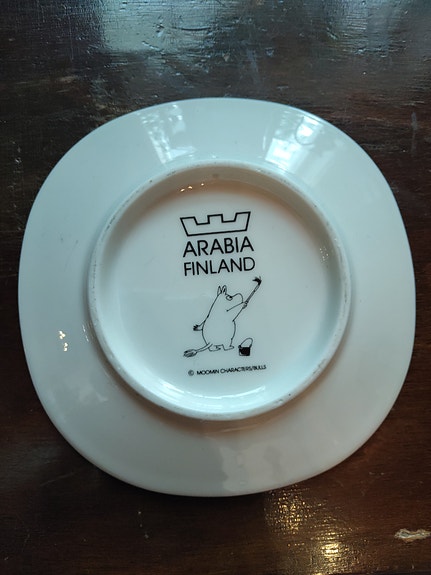 ARABIA
FINLAND
© MOOMIN CHARACTERS/BULLS